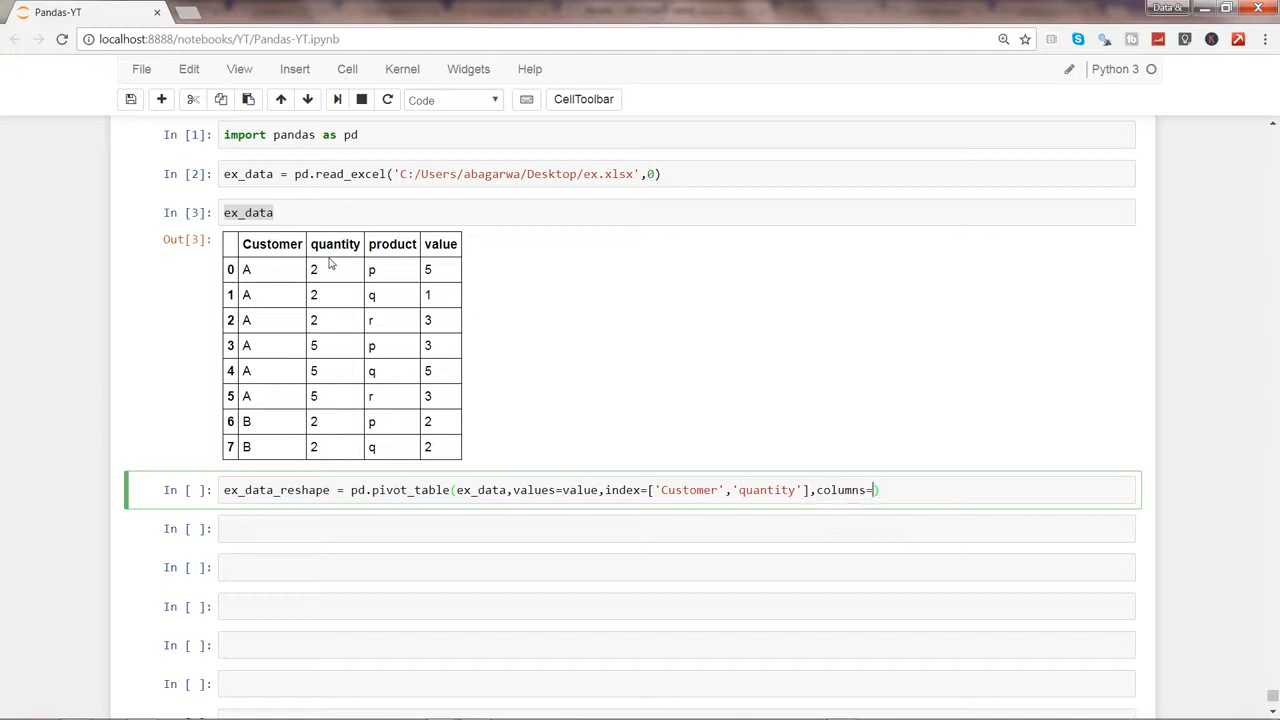 Pandas-YT
Data &
localhost:8888/notebooks/YT/Pandas-YT.ipynb
File Edit View Insert Cell Kernel Widgets Help Python 3
Code CellToolbar
In [1]: import pandas as pd
In [2]: ex_data = pd.read_excel('C:/Users/abagarwa/Desktop/ex.xlsx',0)
In [3]: ex_data
Out[3]:
Customer quantity product value
0 A 2 p 5
1 A 2 q 1
2 A 2 r 3
3 A 5 p 3
4 A 5 q 5
5 A 5 r 3
6 B 2 p 2
7 B 2 q 2
In [ ]: ex_data_reshape = pd.pivot_table(ex_data,values=value,index=['Customer','quantity'],columns=)
In [ ]:
In [ ]:
In [ ]:
In [ ]:
In [ ]: